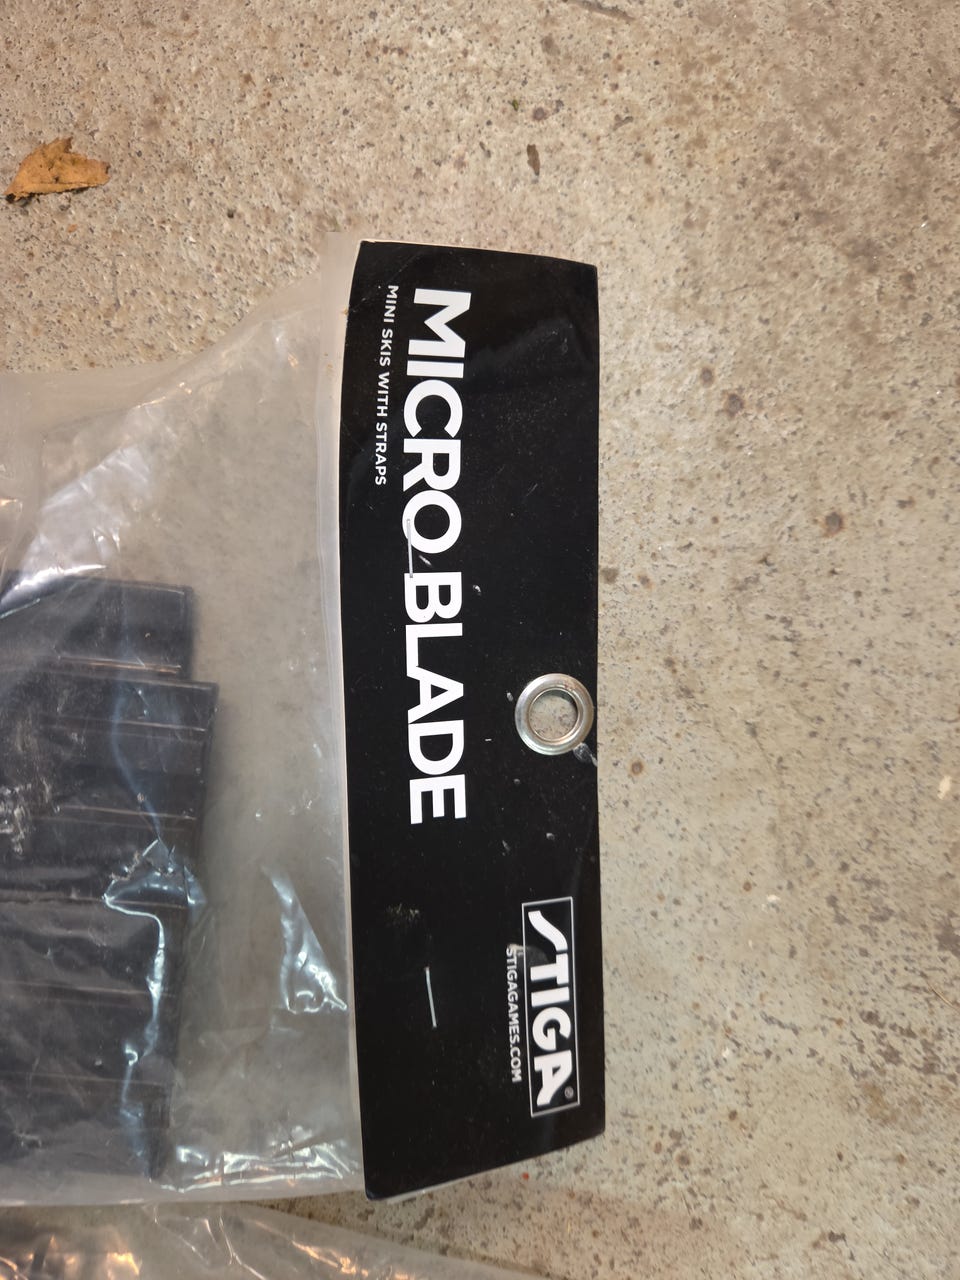 STIGA®
STIGAGAMES.COM
MICRO BLADE
MINI SKIS WITH STRAPS